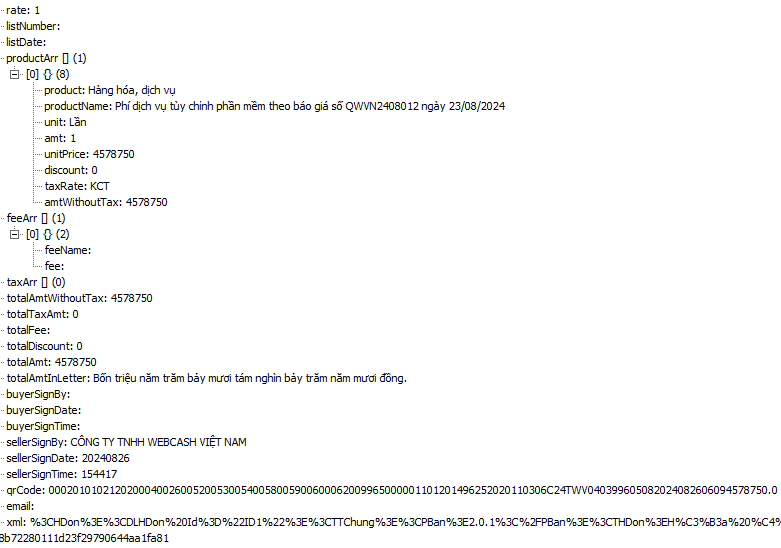 rate: 1
listNumber:
listDate:
productArr [] (1)
[0] {} (8)
product: Hàng hóa, dịch vụ
productName: Phí dịch vụ tùy chỉnh phần mềm theo báo giá số QWVN2408012 ngày 23/08/2024
unit: Lần
amt: 1
unitPrice: 4578750
discount: 0
taxRate: KCT
amtWithoutTax: 4578750
feeArr [] (1)
[0] {} (2)
feeName:
fee:
taxArr [] (0)
totalAmtWithoutTax: 4578750
totalTaxAmt: 0
totalFee:
totalDiscount: 0
totalAmt: 4578750
totalAmtInLetter: Bốn triệu năm trăm bảy mươi tám nghìn bảy trăm năm mươi đồng.
buyerSignBy:
buyerSignDate:
buyerSignTime:
sellerSignBy: CÔNG TY TNHH WEBCASH VIỆT NAM
sellerSignDate: 20240826
sellerSignTime: 154417
qrCode: 00020101021202000400260052005300540058005900600062009965000001101201496252020110306C24TWV040399605082024082606094578750.0
email:
xml: %3CHDon%3E%3CDLHDon%20Id%3D%22ID1%22%3E%3CTTChung%3E%3CPBan%3E2.0.1%3C%2FPBan%3E%3CTHDon%3EH%C3%B3a%20%C4%
8b72280111d23f29790644aa1fa81